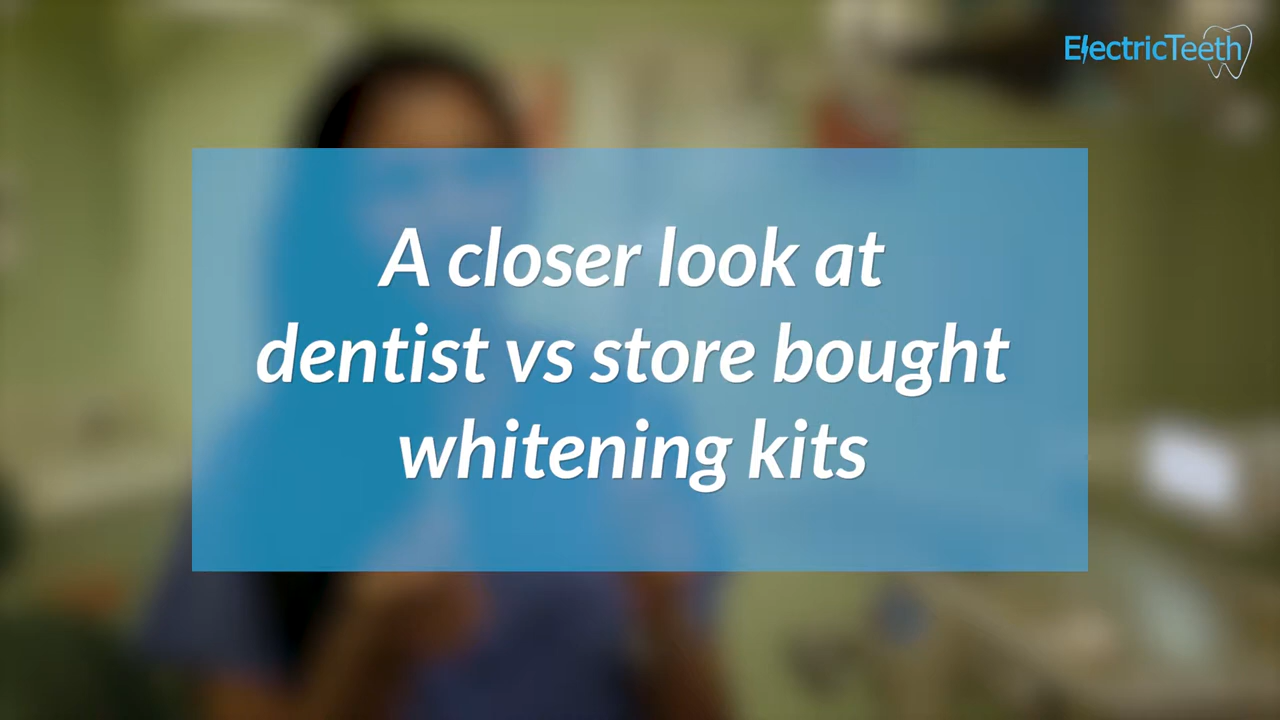 ElectricTeeth
A closer look at
dentist vs store bought
whitening kits